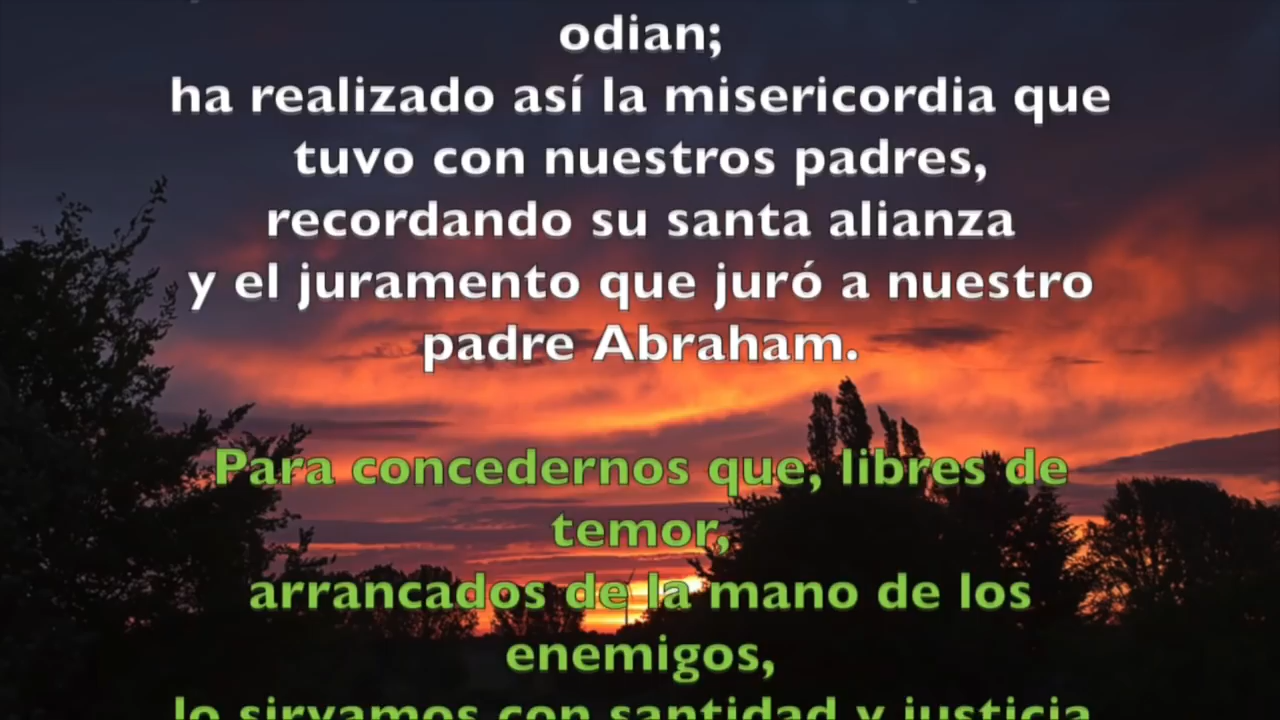 odian;
ha realizado así la misericordia que
tuvo con nuestros padres,
recordando su santa alianza
y el juramento que juró a nuestro
padre Abraham.
Para concedernos que, libres de
temor,
arrancados de la mano de los
enemigos,
lo sirvamos con santidad y justicia